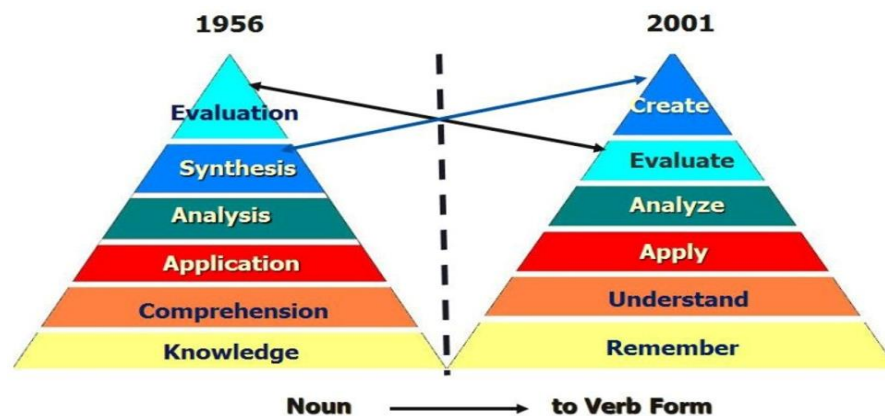 1956
Evaluation
Synthesis
Analysis
Application
Comprehension
Knowledge
2001
Create
Evaluate
Analyze
Apply
Understand
Remember
Noun to Verb Form